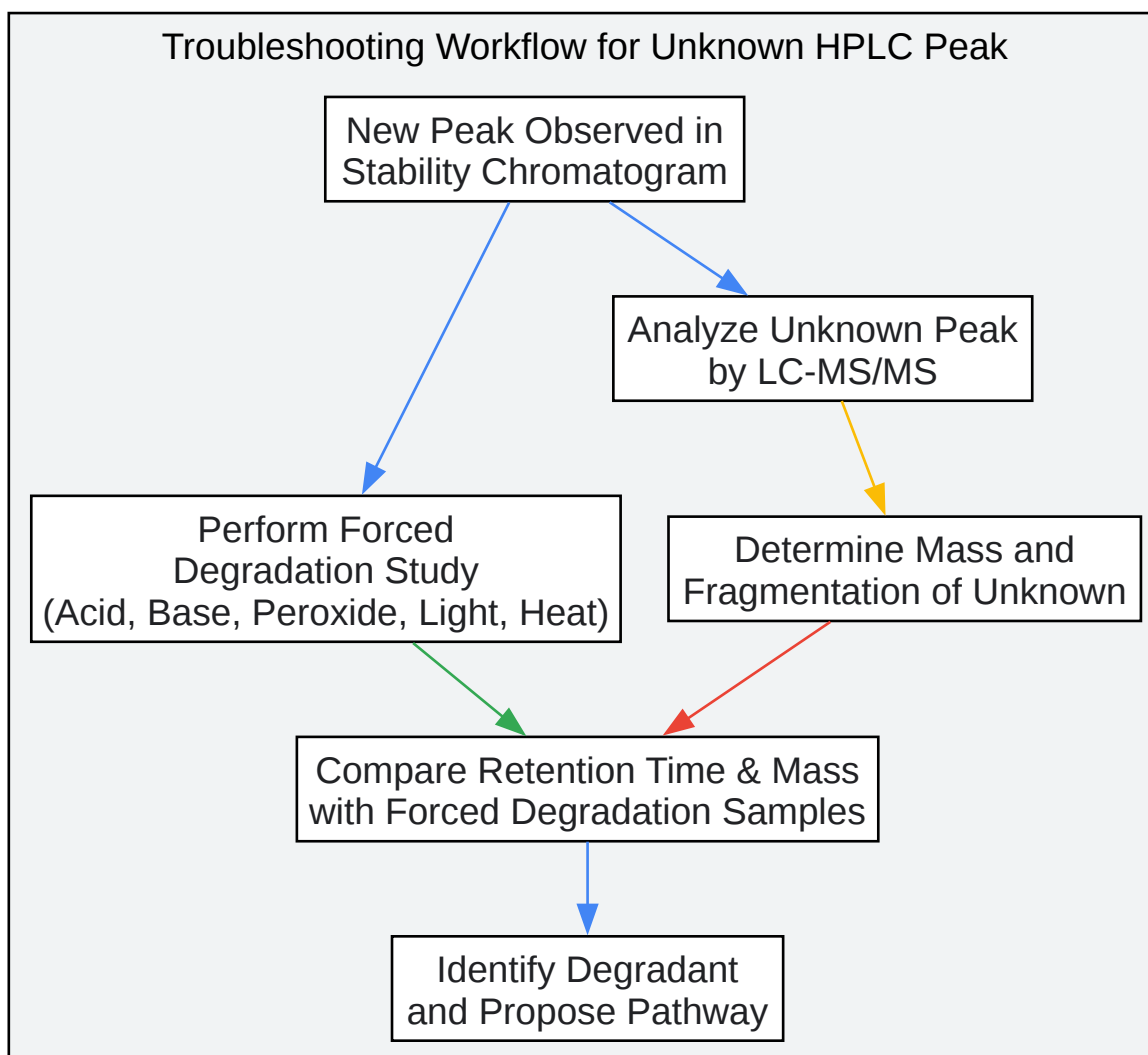 Troubleshooting Workflow for Unknown HPLC Peak
New Peak Observed in
Stability Chromatogram
Analyze Unknown Peak
by LC-MS/MS
Perform Forced
Degradation Study
(Acid, Base, Peroxide, Light, Heat)
Determine Mass and
Fragmentation of Unknown
Compare Retention Time & Mass
with Forced Degradation Samples
Identify Degradant
and Propose Pathway